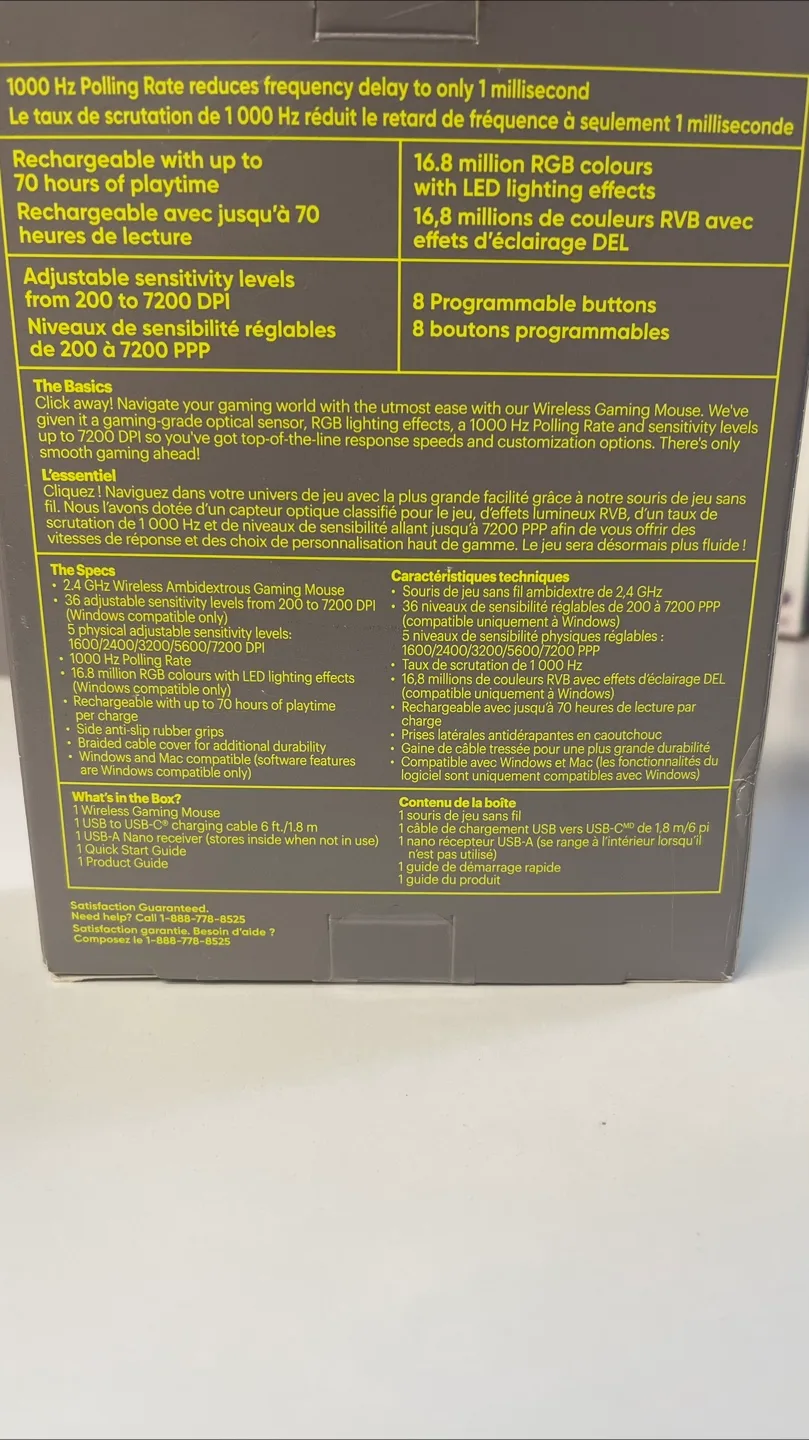 1000 Hz Polling Rate reduces frequency delay to only 1 millisecond
Le taux de scrutation de 1 000 Hz réduit le retard de fréquence à seulement 1 milliseconde
Rechargeable with up to
70 hours of playtime
Rechargeable avec jusqu'à 70
heures de lecture
16.8 million RGB colours
with LED lighting effects
16,8 millions de couleurs RVB avec
effets d'éclairage DEL
Adjustable sensitivity levels
from 200 to 7200 DPI
Niveaux de sensibilité réglables
de 200 à 7200 PPP
8 Programmable buttons
8 boutons programmables
The Basics
Click away! Navigate your gaming world with the utmost ease with our Wireless Gaming Mouse. We've
given it a gaming-grade optical sensor, RGB lighting effects, a 1000 Hz Polling Rate and sensitivity levels
up to 7200 DPI so you've got top-of-the-line response speeds and customization options. There's only
smooth gaming ahead!
L'essentiel
Cliquez ! Naviguez dans votre univers de jeu avec la plus grande facilité grâce à notre souris de jeu sans
fil. Nous l'avons dotée d'un capteur optique classifié pour le jeu, d'effets lumineux RVB, d'un taux de
scrutation de 1 000 Hz et de niveaux de sensibilité allant jusqu'à 7200 PPP afin de vous offrir des
vitesses de réponse et des choix de personnalisation haut de gamme. Le jeu sera désormais plus fluide !
The Specs
• 2.4 GHz Wireless Ambidextrous Gaming Mouse
• 36 adjustable sensitivity levels from 200 to 7200 DPI
(Windows compatible only)
5 physical adjustable sensitivity levels:
1600/2400/3200/5600/7200 DPI
• 1000 Hz Polling Rate
• 16.8 million RGB colours with LED lighting effects
(Windows compatible only)
• Rechargeable with up to 70 hours of playtime
per charge
• Side anti-slip rubber grips
• Braided cable cover for additional durability
• Windows and Mac compatible (software features
are Windows compatible only)
Caractéristiques techniques
• Souris de jeu sans fil ambidextre de 2,4 GHz
• 36 niveaux de sensibilité réglables de 200 à 7200 PPP
(compatible uniquement à Windows)
5 niveaux de sensibilité physiques réglables :
1600/2400/3200/5600/7200 PPP
• Taux de scrutation de 1 000 Hz
• 16,8 millions de couleurs RVB avec effets d'éclairage DEL
(compatible uniquement à Windows)
• Rechargeable avec jusqu'à 70 heures de lecture par
charge
• Prises latérales antidérapantes en caoutchouc
• Gaine de câble tressée pour une plus grande durabilité
• Compatible avec Windows et Mac (les fonctionnalités du
logiciel sont uniquement compatibles avec Windows)
What's in the Box?
1 Wireless Gaming Mouse
1 USB to USB-C® charging cable 6 ft./1.8 m
1 USB-A Nano receiver (stores inside when not in use)
1 Quick Start Guide
1 Product Guide
Contenu de la boîte
1 souris de jeu sans fil
1 câble de chargement USB vers USB-Cᴹᴰ de 1,8 m/6 pi
1 nano récepteur USB-A (se range à l'intérieur lorsqu'il
n'est pas utilisé)
1 guide de démarrage rapide
1 guide du produit
Satisfaction Guaranteed.
Need help? Call 1-888-778-8525
Satisfaction garantie. Besoin d'aide ?
Composez le 1-888-778-8525